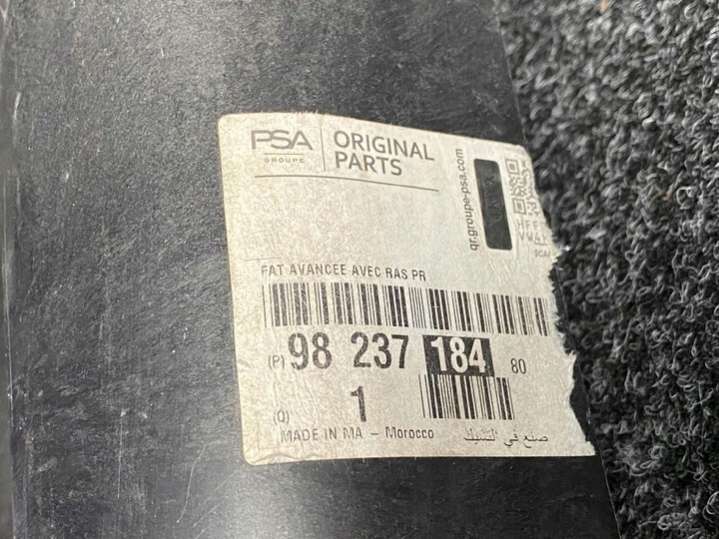 PSA
GROUPE
ORIGINAL
PARTS
qr.groupe-psa.com
FAT AVANCEE AVEC RAS PR
(P) 98 237 184 80
(Q) 1
MADE IN MA – Morocco صنع في